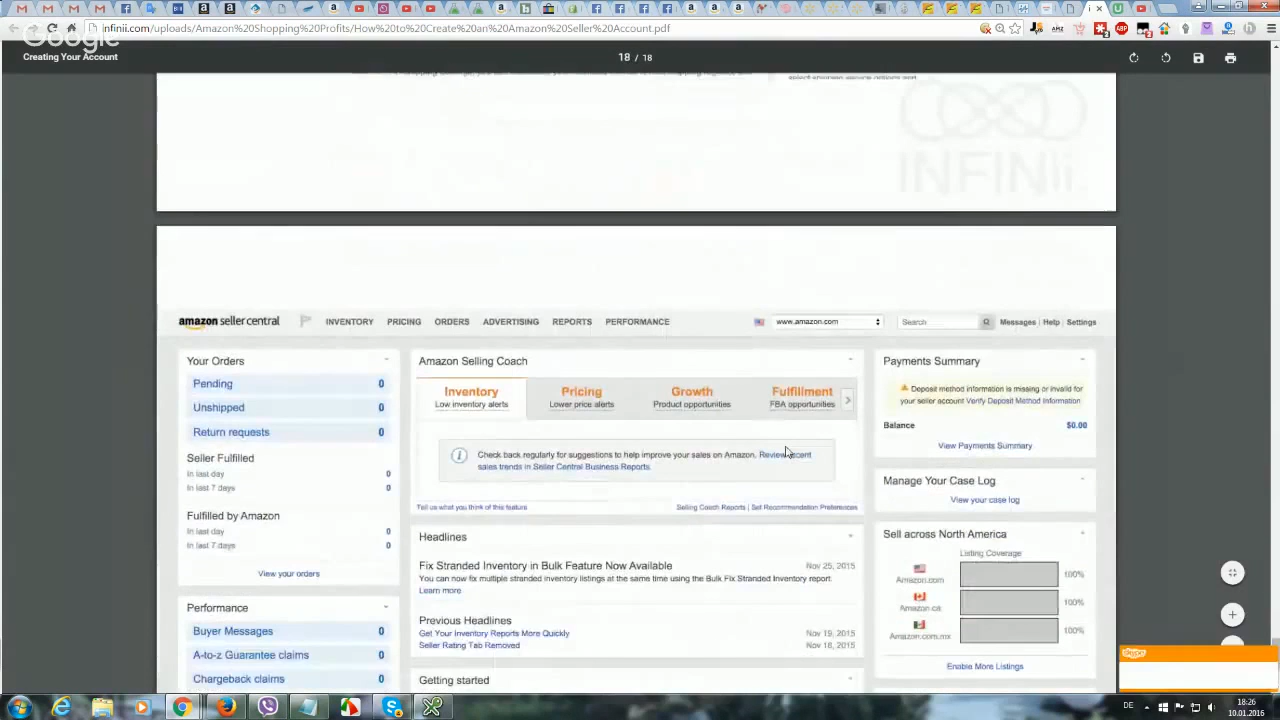 infinii.com/uploads/Amazon%20Shopping%20Profits/How%20to%20Create%20an%20Amazon%20Seller%20Account.pdf
Google
Creating Your Account
18 / 18
INFINii
amazon seller central
INVENTORY PRICING ORDERS ADVERTISING REPORTS PERFORMANCE
www.amazon.com
Search
Messages | Help | Settings
Your Orders
Pending 0
Unshipped 0
Return requests 0
Seller Fulfilled
In last day 0
In last 7 days 0
Fulfilled by Amazon
In last day 0
In last 7 days 0
View your orders
Performance
Buyer Messages 0
A-to-z Guarantee claims 0
Chargeback claims 0
Amazon Selling Coach
Inventory
Low inventory alerts
Pricing
Lower price alerts
Growth
Product opportunities
Fulfillment
FBA opportunities
Check back regularly for suggestions to help improve your sales on Amazon. Review recent
sales trends in Seller Central Business Reports.
Tell us what you think of this feature
Selling Coach Reports | Set Recommendation Preferences
Headlines
Fix Stranded Inventory in Bulk Feature Now Available Nov 25, 2015
You can now fix multiple stranded inventory listings at the same time using the Bulk Fix Stranded Inventory report.
Learn more
Previous Headlines
Get Your Inventory Reports More Quickly Nov 19, 2015
Seller Rating Tab Removed Nov 18, 2015
Getting started
Payments Summary
Deposit method information is missing or invalid for
your seller account Verify Deposit Method Information
Balance $0.00
View Payments Summary
Manage Your Case Log
View your case log
Sell across North America
Listing Coverage
Amazon.com 100%
Amazon.ca 100%
Amazon.com.mx 100%
Enable More Listings
DE
18:26
10.01.2016